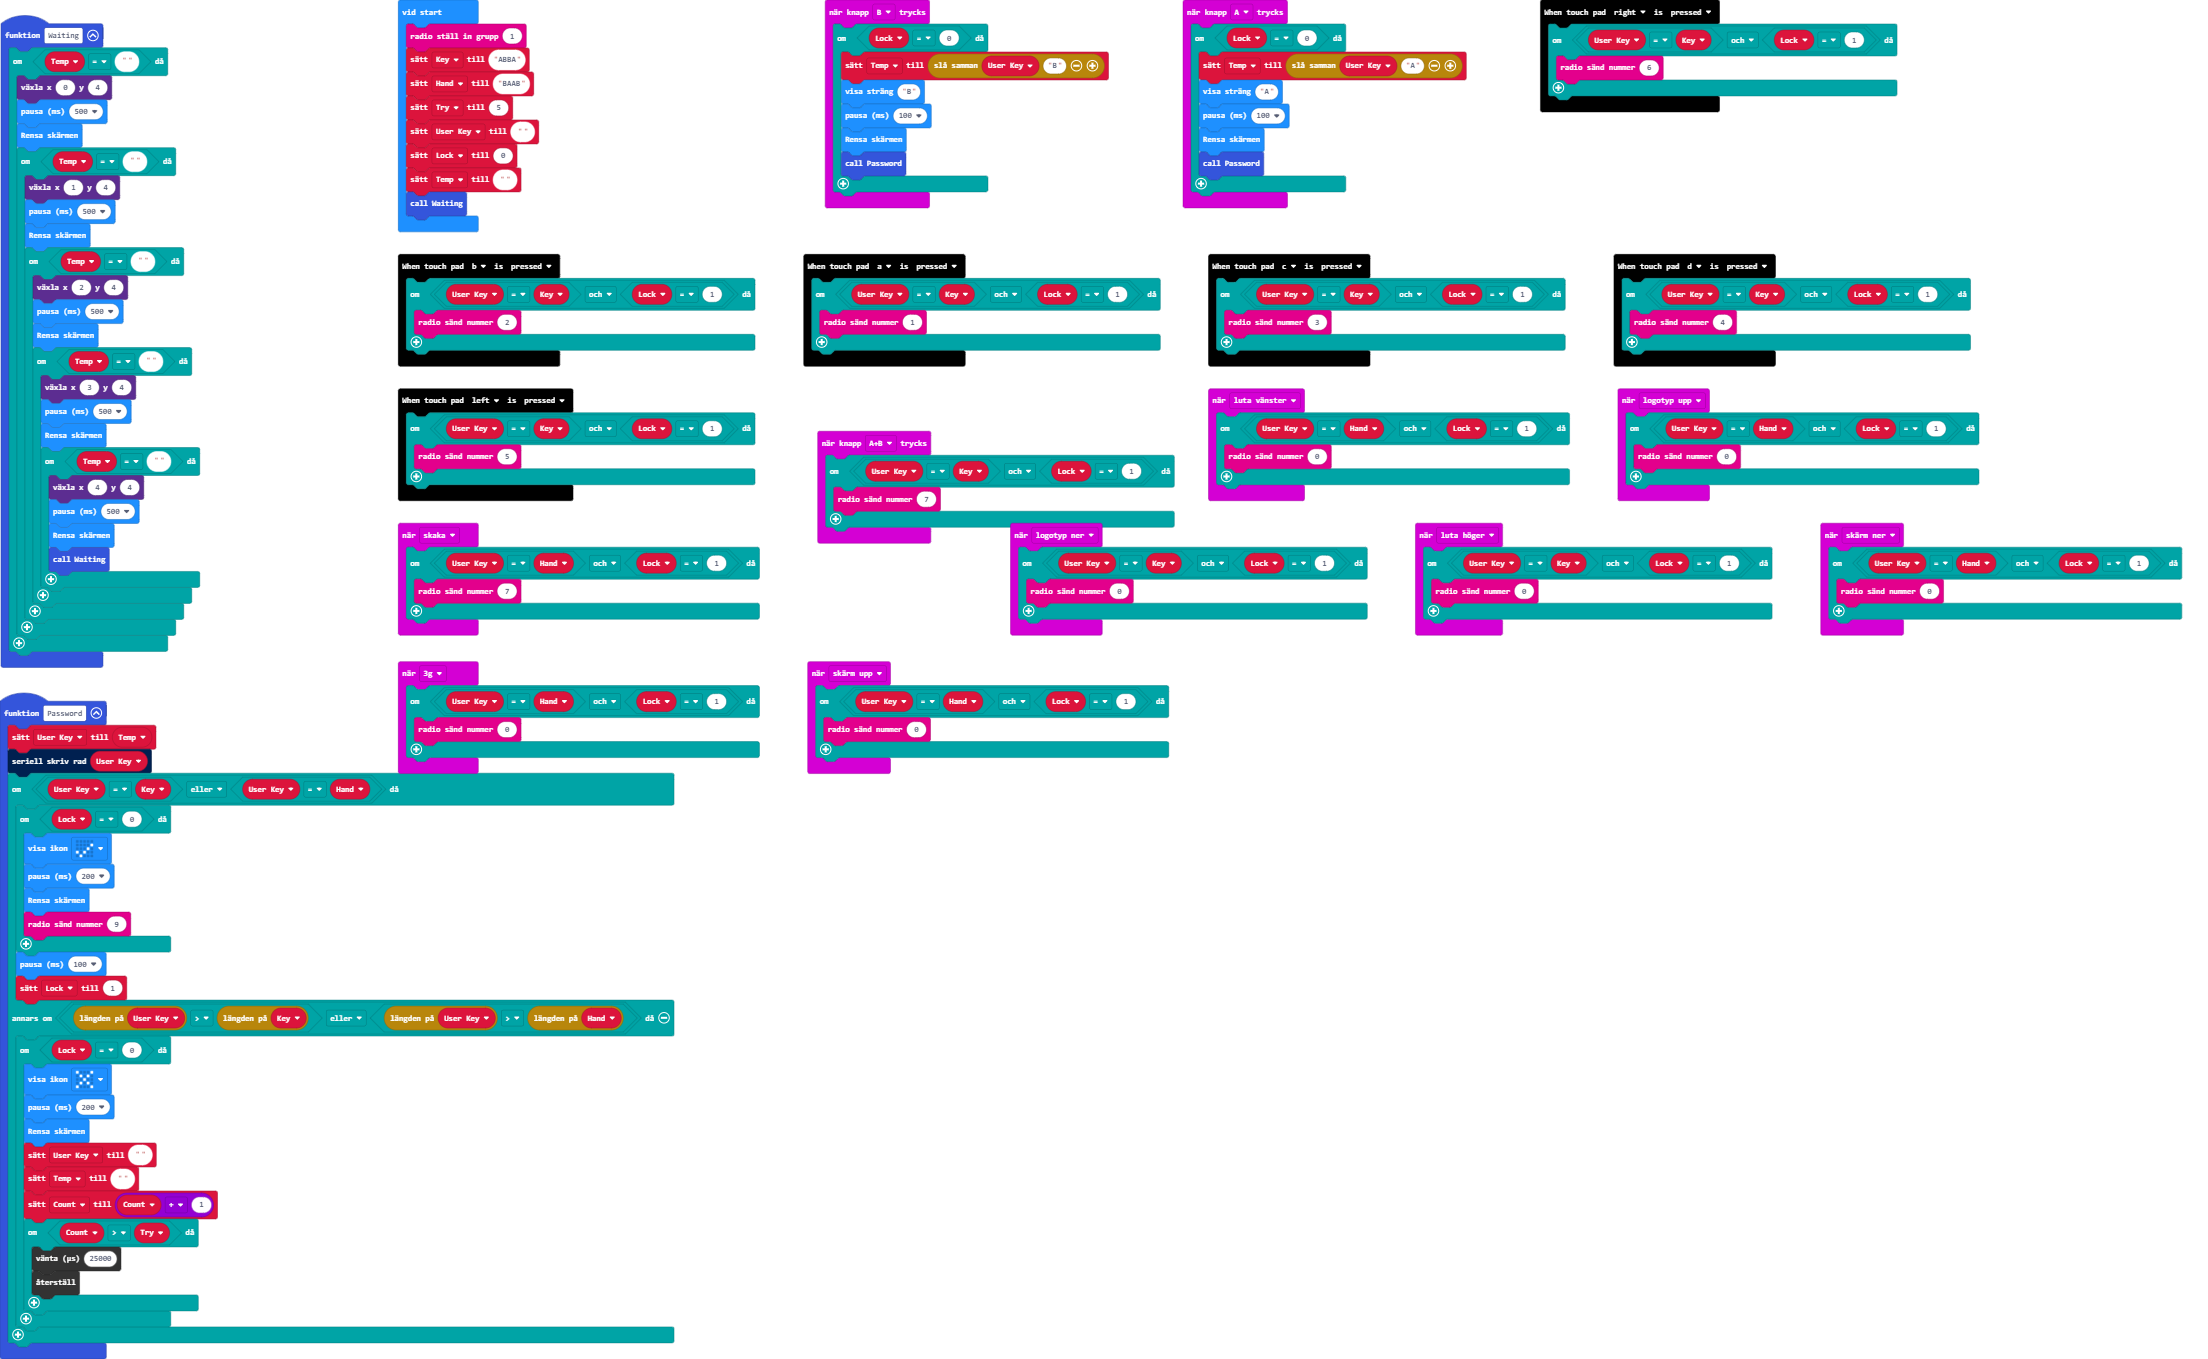 funktion Waiting
om Temp = "" då
växla x 0 y 4
pausa (ms) 500
Rensa skärmen
om Temp = "" då
växla x 1 y 4
pausa (ms) 500
Rensa skärmen
om Temp = "" då
växla x 2 y 4
pausa (ms) 500
Rensa skärmen
om Temp = "" då
växla x 3 y 4
pausa (ms) 500
Rensa skärmen
om Temp = "" då
växla x 4 y 4
pausa (ms) 500
Rensa skärmen
call Waiting
vid start
radio ställ in grupp 1
sätt Key till "ABBA"
sätt Hand till "BAAB"
sätt Try till 5
sätt User Key till ""
sätt Lock till 0
sätt Temp till ""
call Waiting
när knapp B trycks
om Lock = 0 då
sätt Temp till slå samman User Key "B"
visa sträng "B"
pausa (ms) 100
Rensa skärmen
call Password
när knapp A trycks
om Lock = 0 då
sätt Temp till slå samman User Key "A"
visa sträng "A"
pausa (ms) 100
Rensa skärmen
call Password
When touch pad right is pressed
om User Key = Key och Lock = 1 då
radio sänd nummer 6
When touch pad b is pressed
om User Key = Key och Lock = 1 då
radio sänd nummer 2
When touch pad a is pressed
om User Key = Key och Lock = 1 då
radio sänd nummer 1
When touch pad c is pressed
om User Key = Key och Lock = 1 då
radio sänd nummer 3
When touch pad d is pressed
om User Key = Key och Lock = 1 då
radio sänd nummer 4
When touch pad left is pressed
om User Key = Key och Lock = 1 då
radio sänd nummer 5
när knapp A+B trycks
om User Key = Key och Lock = 1 då
radio sänd nummer 7
när luta vänster
om User Key = Hand och Lock = 1 då
radio sänd nummer 0
när logotyp upp
om User Key = Hand och Lock = 1 då
radio sänd nummer 0
när skaka
om User Key = Hand och Lock = 1 då
radio sänd nummer 7
när logotyp ner
om User Key = Key och Lock = 1 då
radio sänd nummer 0
när luta höger
om User Key = Key och Lock = 1 då
radio sänd nummer 0
när skärm ner
om User Key = Hand och Lock = 1 då
radio sänd nummer 0
när 3g
om User Key = Hand och Lock = 1 då
radio sänd nummer 0
när skärm upp
om User Key = Hand och Lock = 1 då
radio sänd nummer 0
funktion Password
sätt User Key till Temp
seriell skriv rad User Key
om User Key = Key eller User Key = Hand då
om Lock = 0 då
visa ikon
pausa (ms) 200
Rensa skärmen
radio sänd nummer 9
pausa (ms) 100
sätt Lock till 1
annars om längden på User Key > längden på Key eller längden på User Key > längden på Hand då
om Lock = 0 då
visa ikon
pausa (ms) 200
Rensa skärmen
sätt User Key till ""
sätt Temp till ""
sätt Count till Count + 1
om Count > Try då
vänta (µs) 25000
återställ